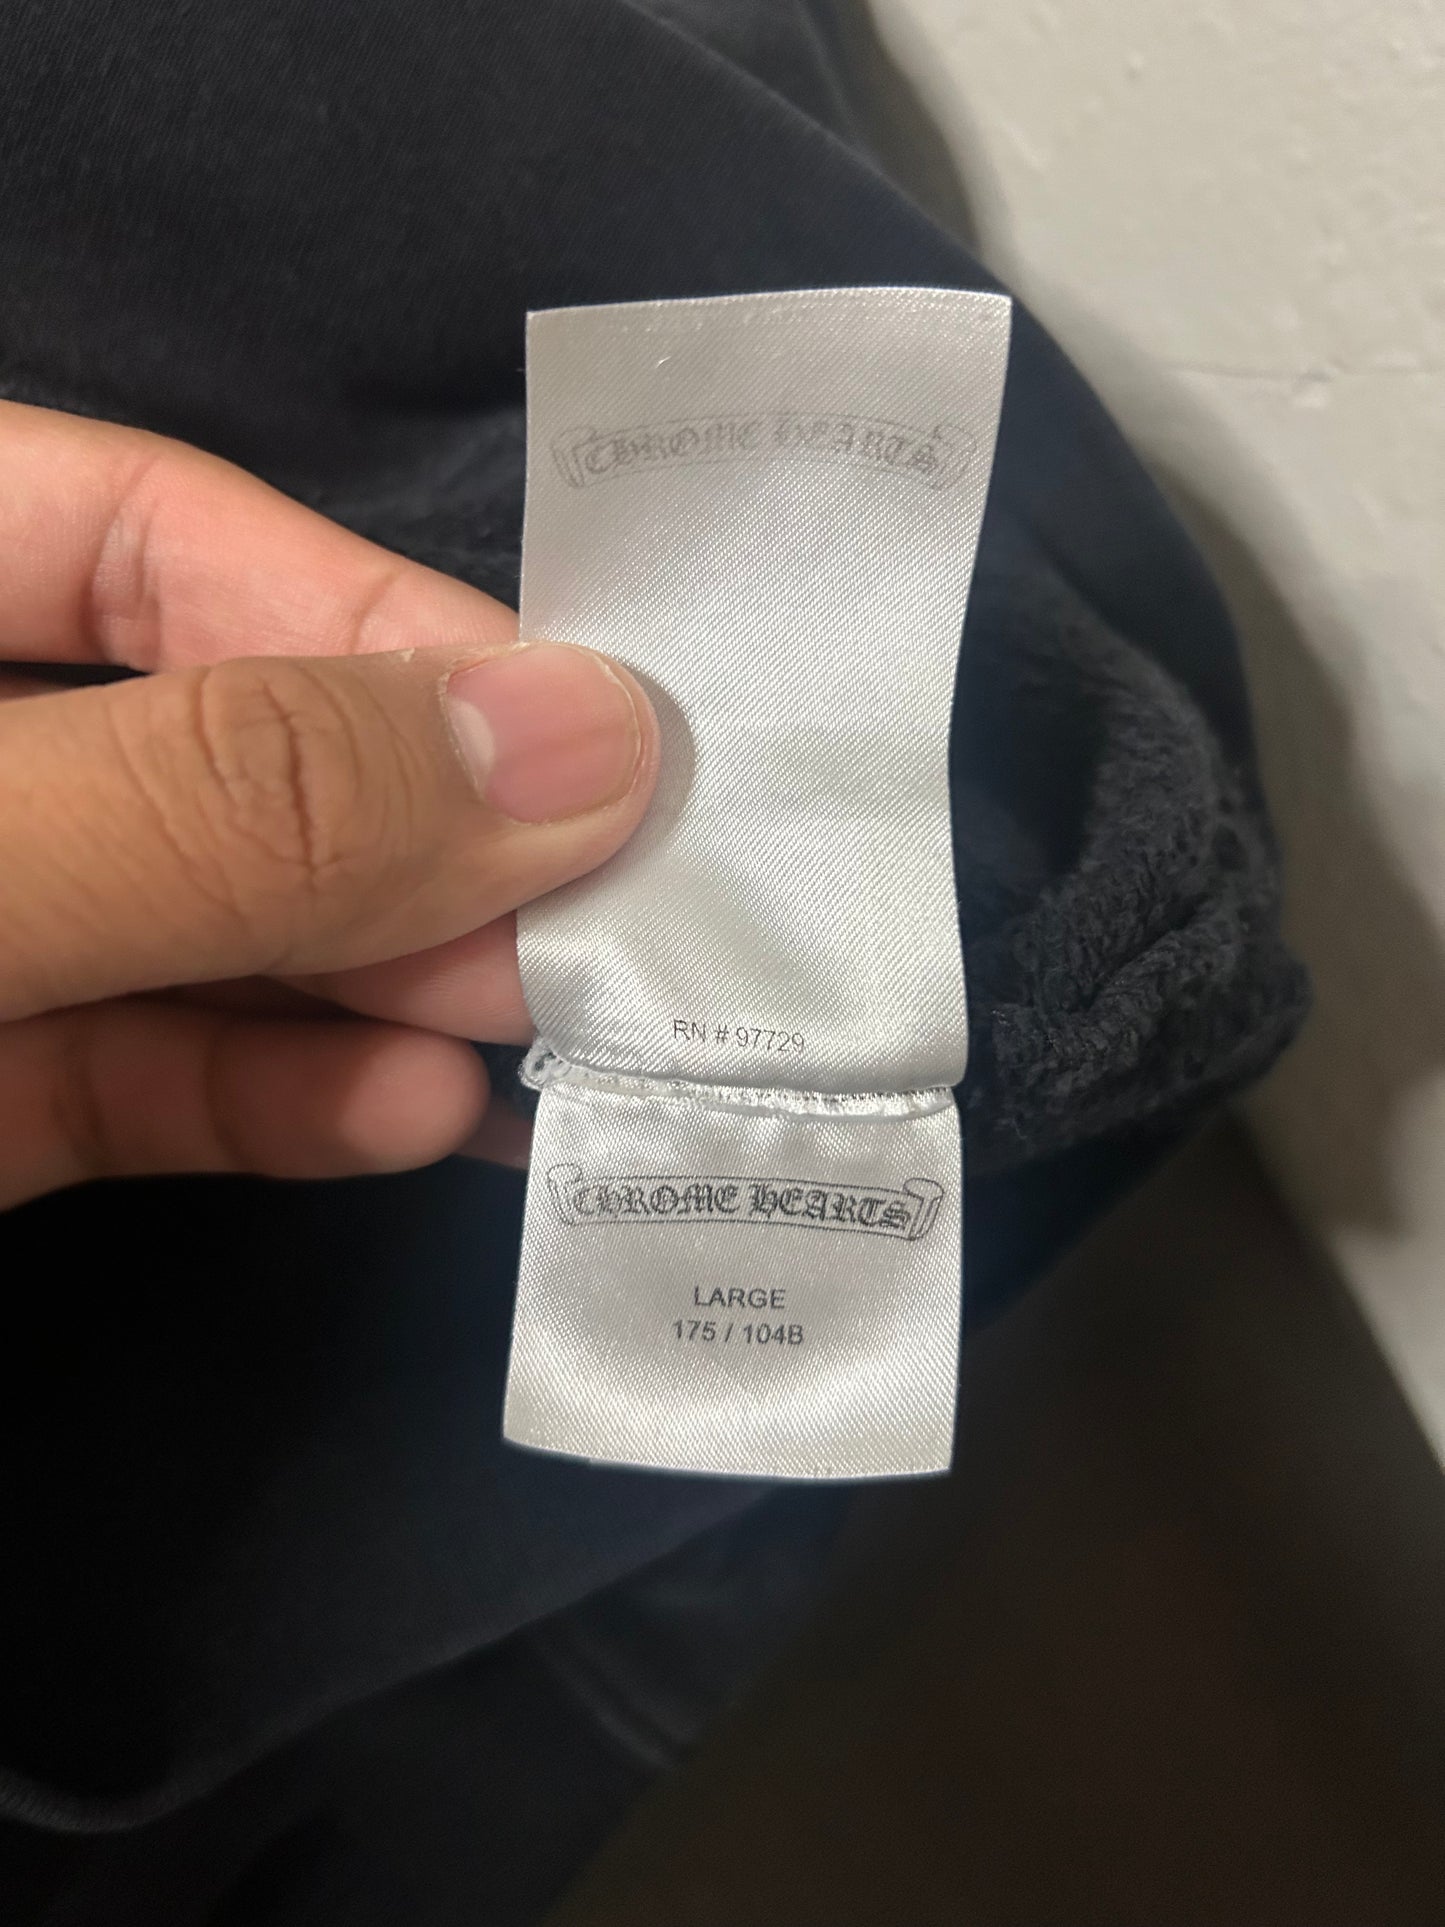 CHROME HEARTS
RN # 97729
CHROME HEARTS
LARGE
175 / 104B